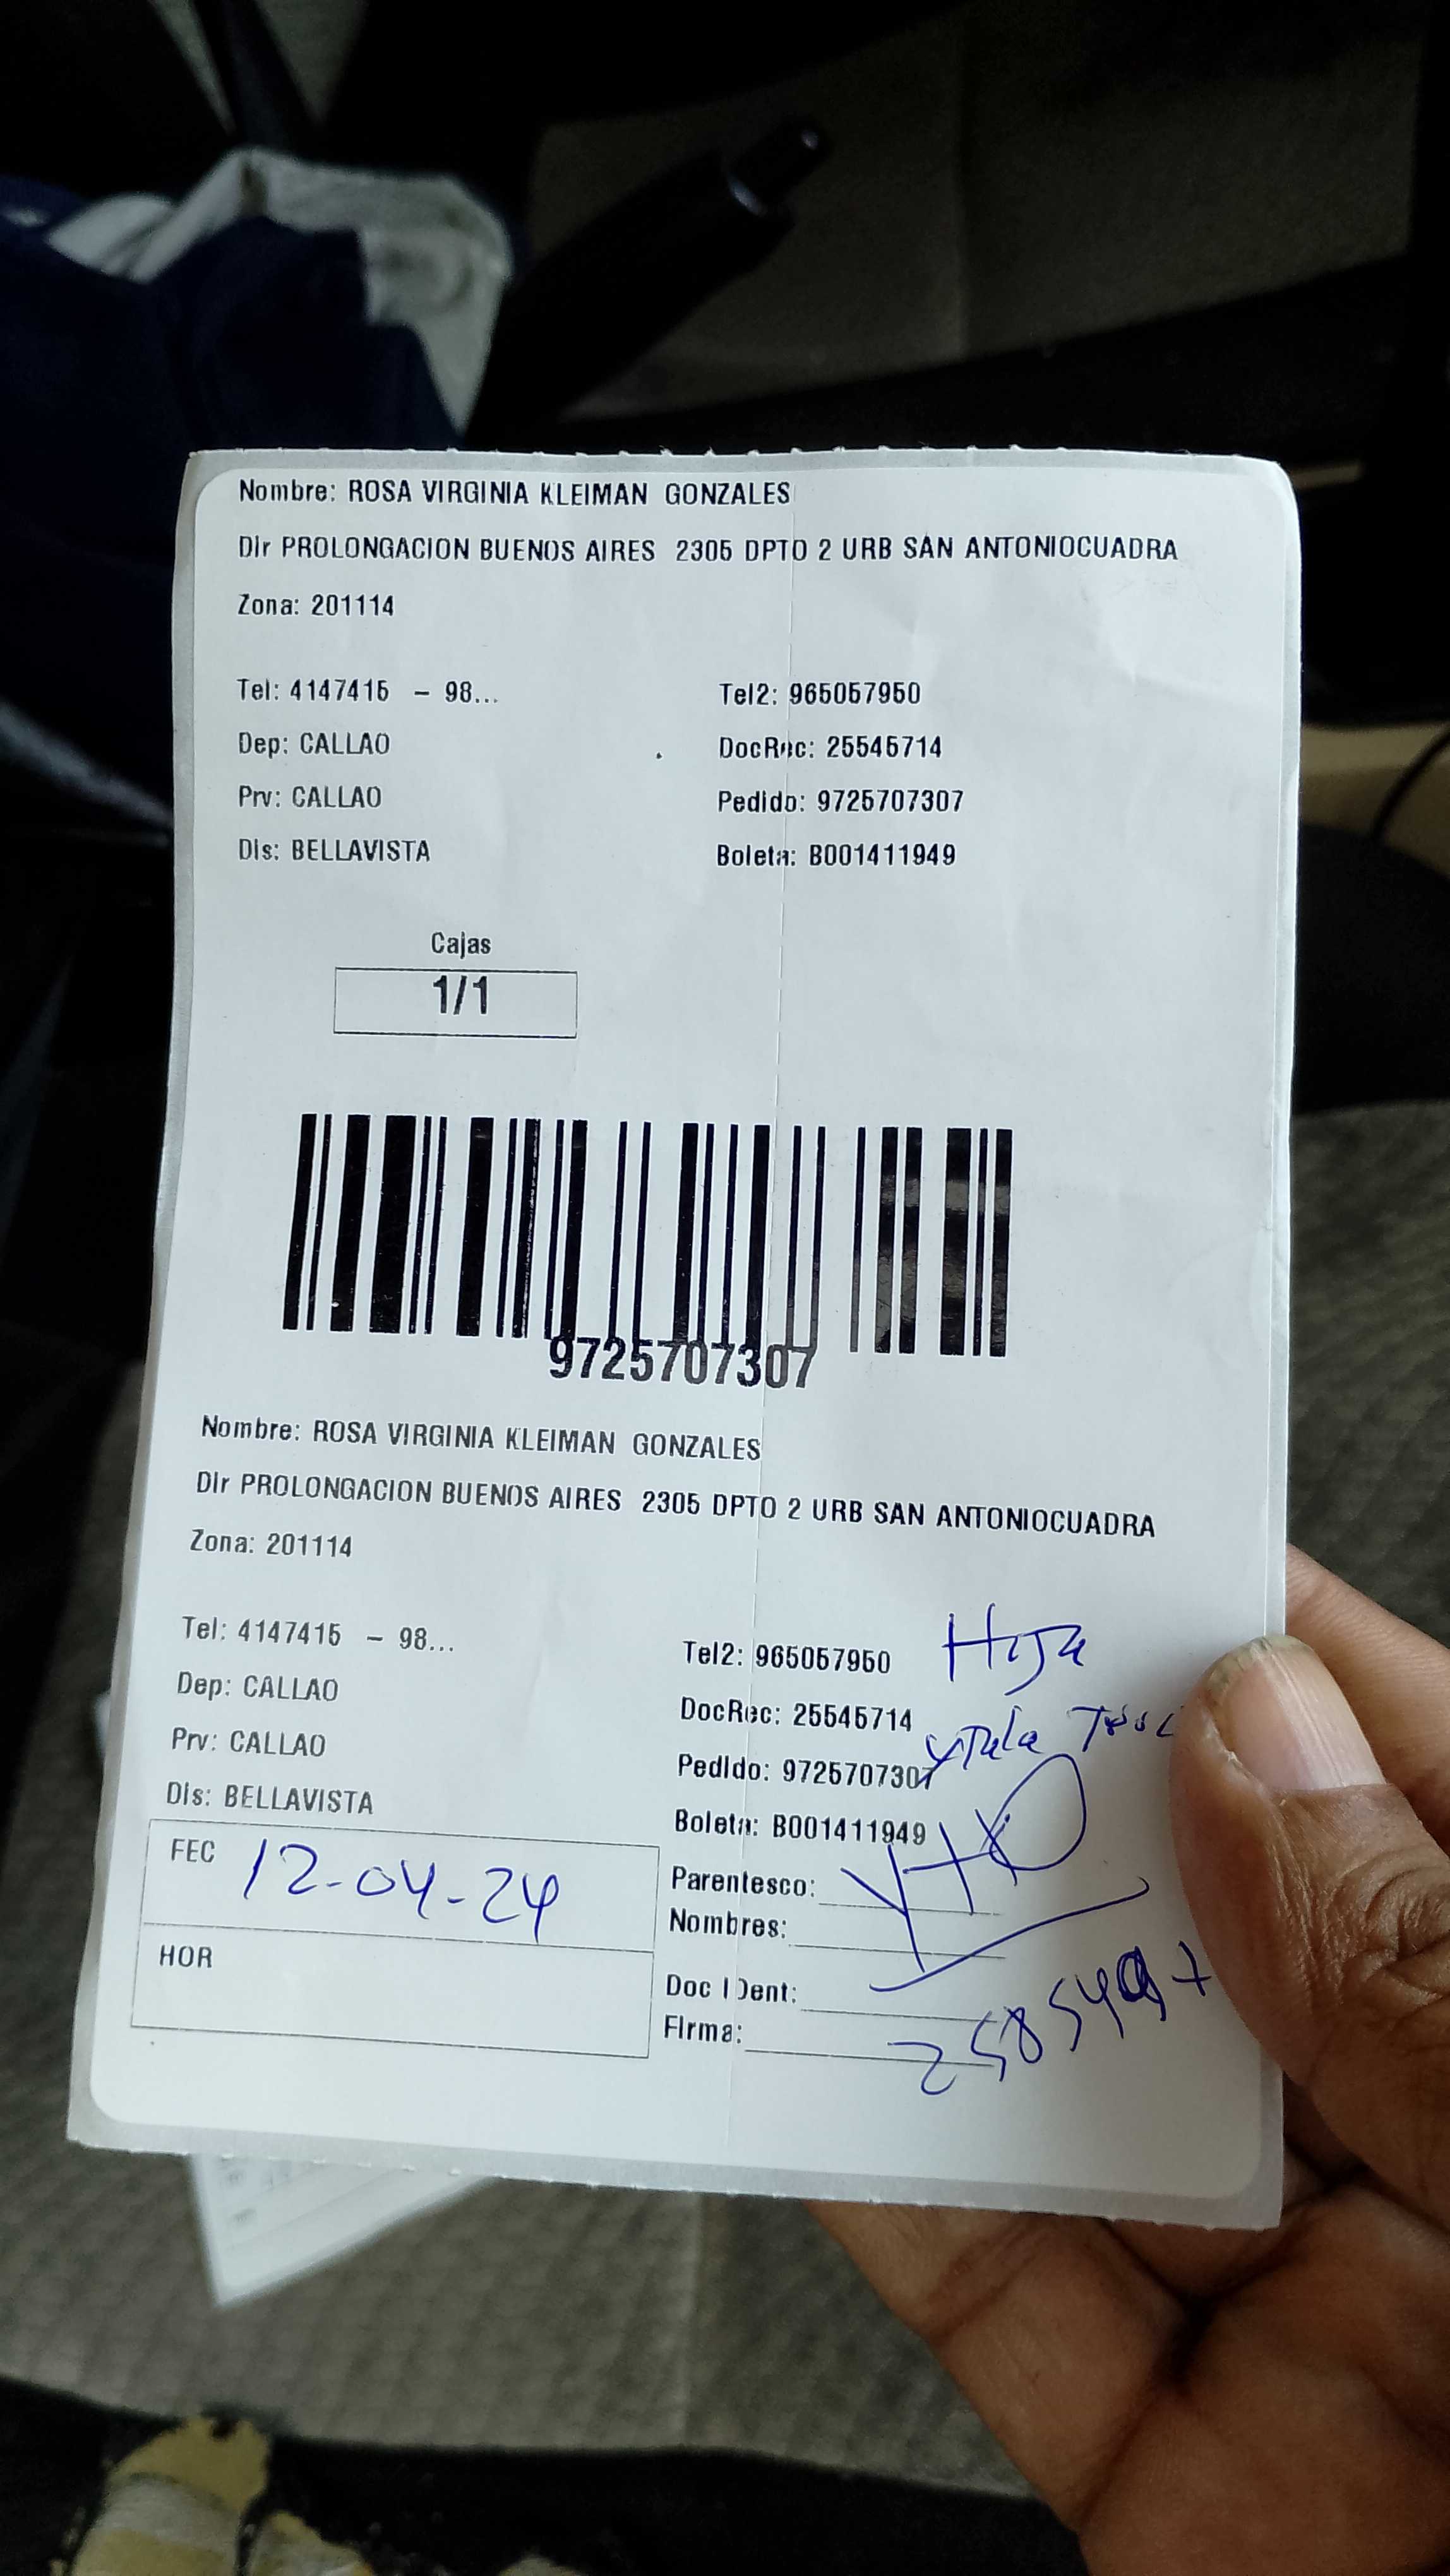 Nombre: ROSA VIRGINIA KLEIMAN GONZALES
Dir PROLONGACION BUENOS AIRES 2305 DPTO 2 URB SAN ANTONIOCUADRA
Zona: 201114
Tel: 4147415 - 98... Tel2: 965057950
Dep: CALLAO DocRec: 25545714
Prv: CALLAO Pedido: 9725707307
Dis: BELLAVISTA Boleta: B001411949
Cajas
1/1
9725707307
Nombre: ROSA VIRGINIA KLEIMAN GONZALES
Dir PROLONGACION BUENOS AIRES 2305 DPTO 2 URB SAN ANTONIOCUADRA
Zona: 201114
Tel: 4147415 - 98... Tel2: 965057950 Hija
Dep: CALLAO DocRec: 25545714
Prv: CALLAO Pedido: 9725707307
Dis: BELLAVISTA Boleta: B001411949
FEC 12-04-24 Parentesco:
Nombres:
HOR Doc Ident:
Firma: